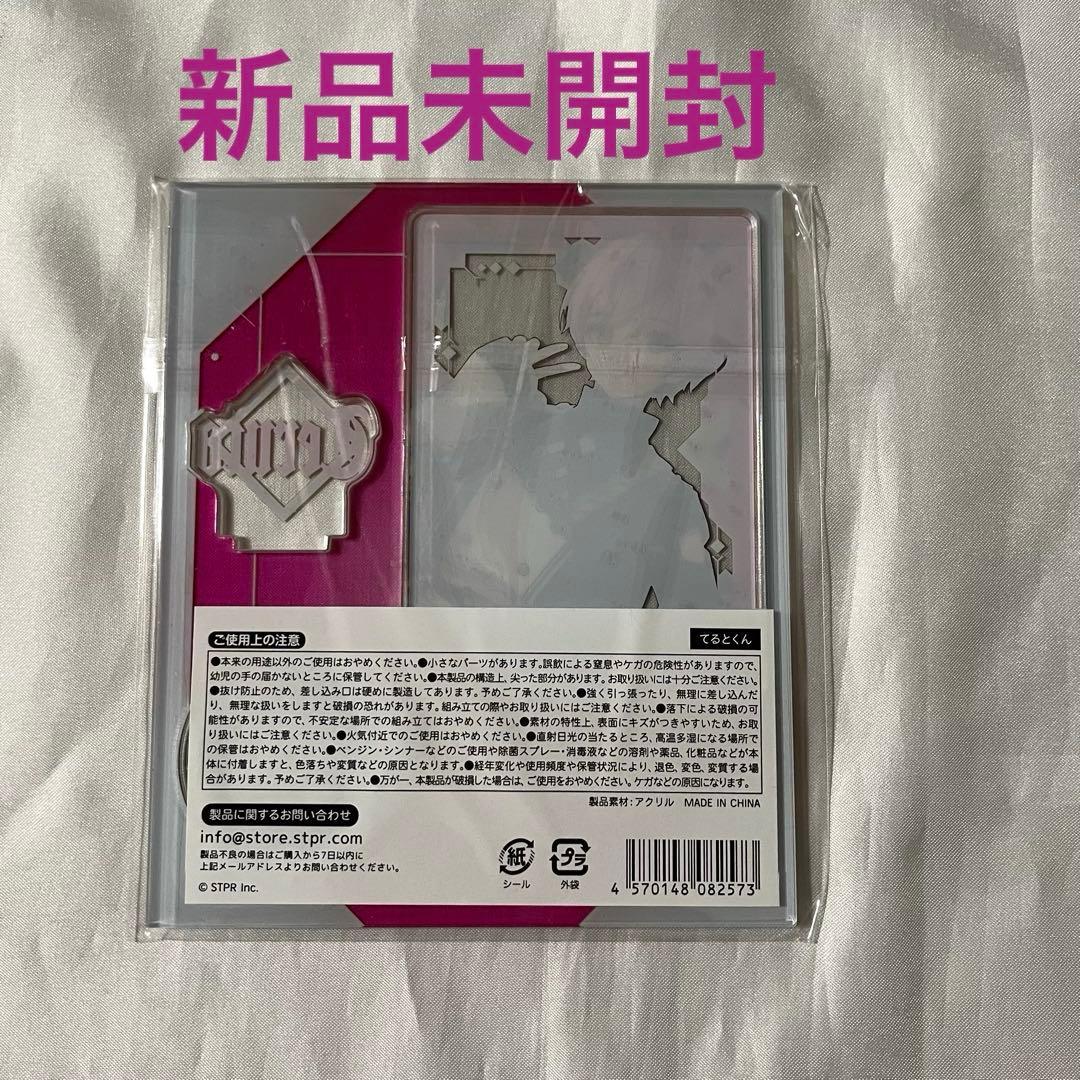 新品未開封
ご使用上の注意
てるとくん
●本来の用途以外のご使用はおやめください。●小さなパーツがあります。誤飲による窒息やケガの危険性がありますので、
幼児の手の届かないところに保管してください。●本製品の構造上、尖った部分があります。お取り扱いには十分ご注意ください。
●抜け防止のため、差し込み口は硬めに製造してあります。予めご了承ください。●強く引っ張ったり、無理に差し込んだ
り、無理な扱いをしますと破損の恐れがあります。組み立ての際やお取り扱いにはご注意ください。●落下による破損の可
能性がありますので、不安定な場所での組み立てはおやめください。●素材の特性上、表面にキズがつきやすいため、お取
り扱いにはご注意ください。●火気付近でのご使用はおやめください。●直射日光の当たるところ、高温多湿になる場所で
の保管はおやめください。●ベンジン・シンナーなどのご使用や除菌スプレー・消毒液などの溶剤や薬品、化粧品などが本
体に付着しますと、色落ちや変質などの原因となります。●経年変化や使用頻度や保管状況により、退色、変色、変質する場
合があります。予めご了承ください。●万が一、本製品が破損した場合は、ご使用をおやめください。ケガなどの原因になります。
製品素材:アクリル MADE IN CHINA
製品に関するお問い合わせ
info@store.stpr.com
製品不良の場合はご購入から7日以内に
上記メールアドレスよりお問い合わせください。
© STPR Inc.
紙
シール
プラ
外袋
4 570148 082573